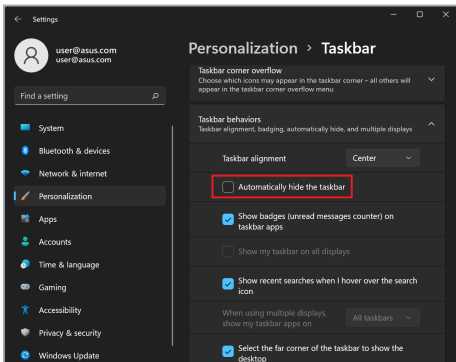 Settings
user@asus.com
user@asus.com
Find a setting
System
Bluetooth & devices
Network & internet
Personalization
Apps
Accounts
Time & language
Gaming
Accessibility
Privacy & security
Windows Update
Personalization > Taskbar
Taskbar corner overflow
Choose which icons may appear in the taskbar corner – all others will
appear in the taskbar corner overflow menu
Taskbar behaviors
Taskbar alignment, badging, automatically hide, and multiple displays
Taskbar alignment
Center
Automatically hide the taskbar
Show badges (unread messages counter) on
taskbar apps
Show my taskbar on all displays
Show recent searches when I hover over the search
icon
When using multiple displays,
show my taskbar apps on
All taskbars
Select the far corner of the taskbar to show the
desktop